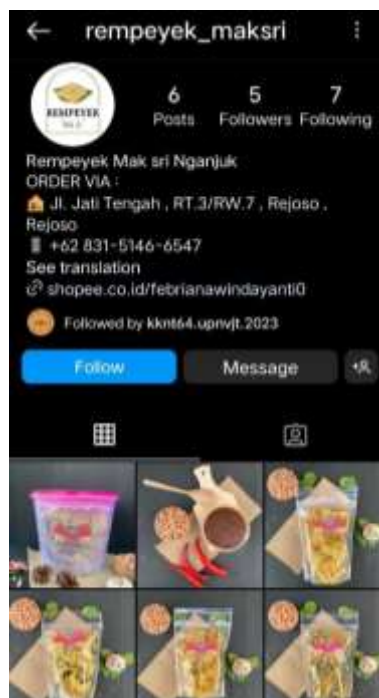 rempeyek_maksri
REMPEYEK
6 5 7
Posts Followers Following
Rempeyek Mak sri Nganjuk
ORDER VIA :
Jl. Jati Tengah , RT.3/RW.7 , Rejoso ,
Rejoso
+62 831-5146-6547
See translation
shopee.co.id/febrianawindayanti0
Followed by kknt64.upnvjt.2023
Follow Message